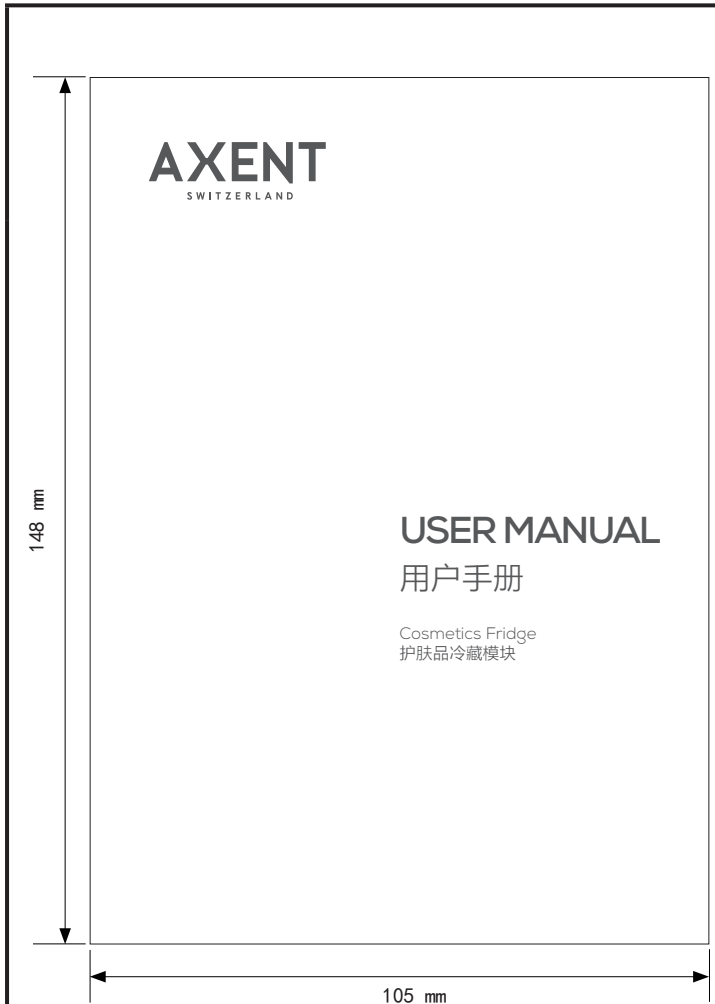 AXENT
SWITZERLAND
148 mm
USER MANUAL
用户手册
Cosmetics Fridge
护肤品冷藏模块
105 mm